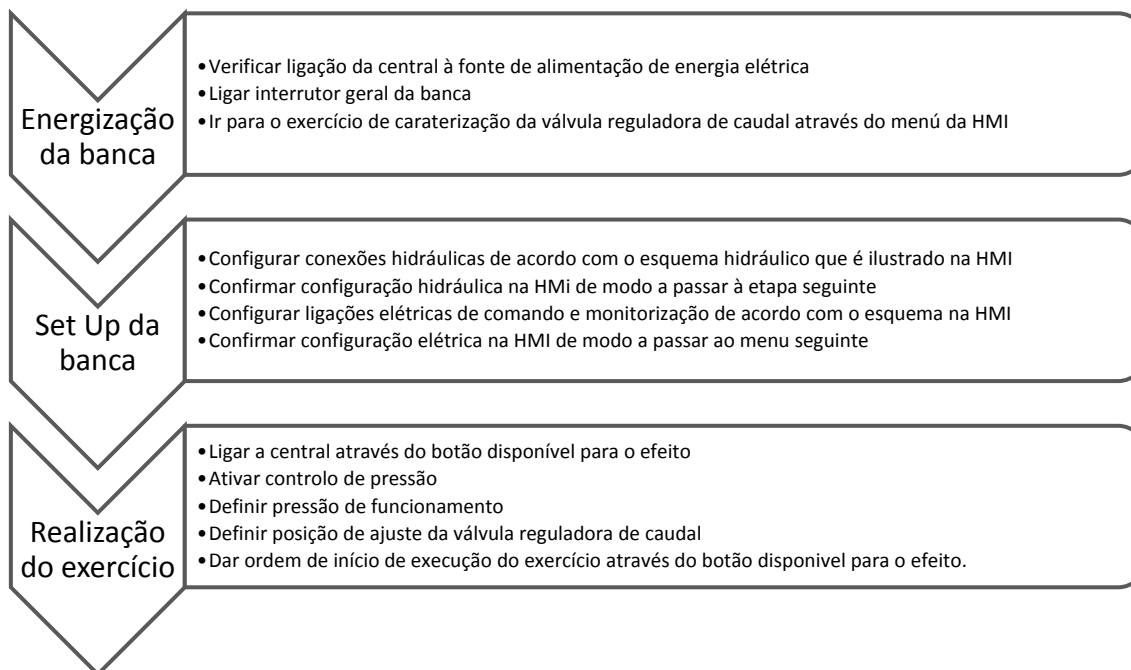 Energização
da banca
•Verificar ligação da central à fonte de alimentação de energia elétrica
•Ligar interrutor geral da banca
•Ir para o exercício de caraterização da válvula reguladora de caudal através do menú da HMI
Set Up da
banca
•Configurar conexões hidráulicas de acordo com o esquema hidráulico que é ilustrado na HMI
•Confirmar configuração hidráulica na HMi de modo a passar à etapa seguinte
•Configurar ligações elétricas de comando e monitorização de acordo com o esquema na HMI
•Confirmar configuração elétrica na HMI de modo a passar ao menu seguinte
Realização
do exercício
•Ligar a central através do botão disponível para o efeito
•Ativar controlo de pressão
•Definir pressão de funcionamento
•Definir posição de ajuste da válvula reguladora de caudal
•Dar ordem de início de execução do exercício através do botão disponivel para o efeito.